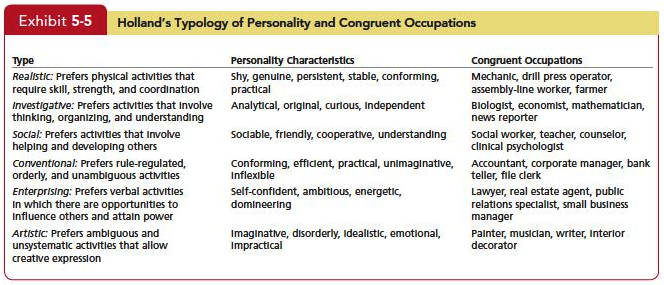 Exhibit 5-5 Holland's Typology of Personality and Congruent Occupations
Type Personality Characteristics Congruent Occupations
Realistic: Prefers physical activities that Shy, genuine, persistent, stable, conforming, Mechanic, drill press operator,
require skill, strength, and coordination practical assembly-line worker, farmer
Investigative: Prefers activities that involve Analytical, original, curious, independent Biologist, economist, mathematician,
thinking, organizing, and understanding news reporter
Social: Prefers activities that involve Sociable, friendly, cooperative, understanding Social worker, teacher, counselor,
helping and developing others clinical psychologist
Conventional: Prefers rule-regulated, Conforming, efficient, practical, unimaginative, Accountant, corporate manager, bank
orderly, and unambiguous activities inflexible teller, file clerk
Enterprising: Prefers verbal activities Self-confident, ambitious, energetic, Lawyer, real estate agent, public
in which there are opportunities to domineering relations specialist, small business
influence others and attain power manager
Artistic: Prefers ambiguous and Imaginative, disorderly, idealistic, emotional, Painter, musician, writer, interior
unsystematic activities that allow impractical decorator
creative expression